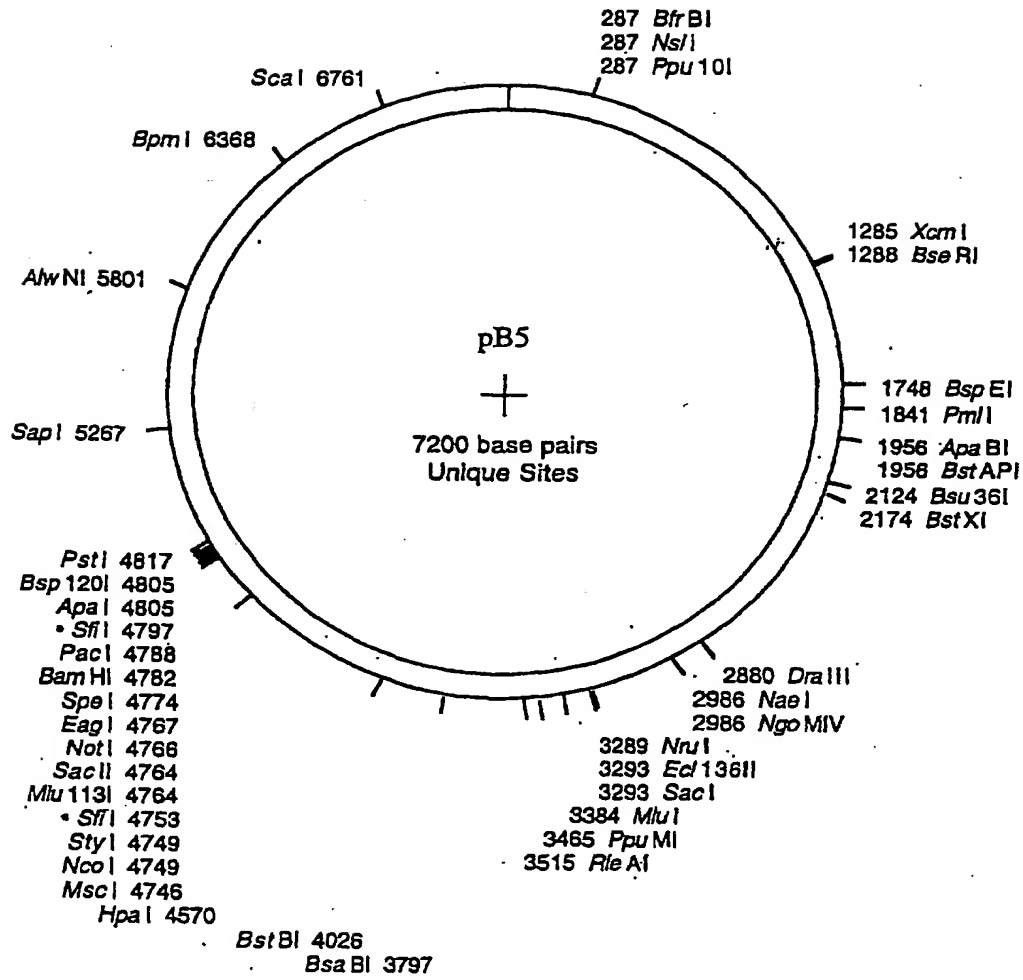 287 BfrBI
287 NsiI
287 Ppu10I
ScaI 6761
BpmI 6368
1285 XcmI
1288 BseRI
AlwNI 5801
pB5
1748 BspEI
1841 PmlI
SapI 5267
7200 base pairs
Unique Sites
1956 ApaBI
1958 BstAPI
2124 Bsu36I
2174 BstXI
PstI 4817
Bsp120I 4805
ApaI 4805
• SfiI 4797
PacI 4788
BamHI 4782
SpeI 4774
EagI 4767
NotI 4766
SacII 4764
Mlu113I 4764
• SfiI 4753
StyI 4749
NcoI 4749
MscI 4746
HpaI 4570
BstBI 4026
BsaBI 3797
2880 DraIII
2986 NaeI
2986 NgoMIV
3289 NruI
3293 Ecl136II
3293 SacI
3384 MluI
3465 PpuMI
3515 RleAI